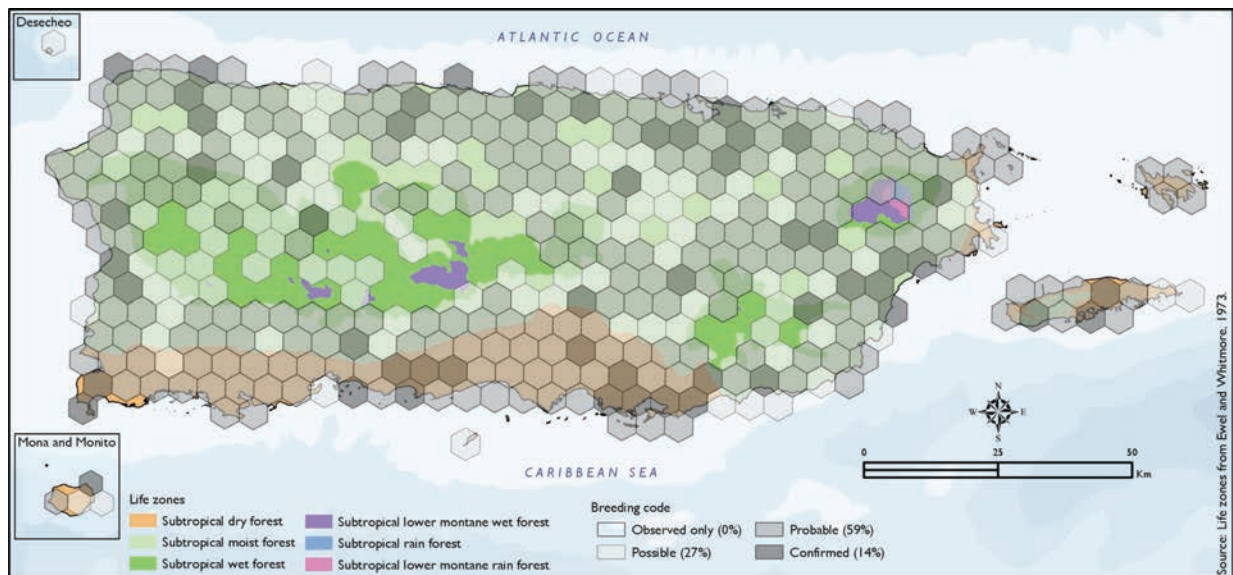 Desecheo
ATLANTIC OCEAN
Mona and Monito
CARIBBEAN SEA
N
W
E
S
0
25
50
Km
Life zones
Subtropical dry forest
Subtropical moist forest
Subtropical wet forest
Subtropical lower montane wet forest
Subtropical rain forest
Subtropical lower montane rain forest
Breeding code
Observed only (0%)
Possible (27%)
Probable (59%)
Confirmed (14%)
Source: Life zones from Ewel and Whitmore, 1973.